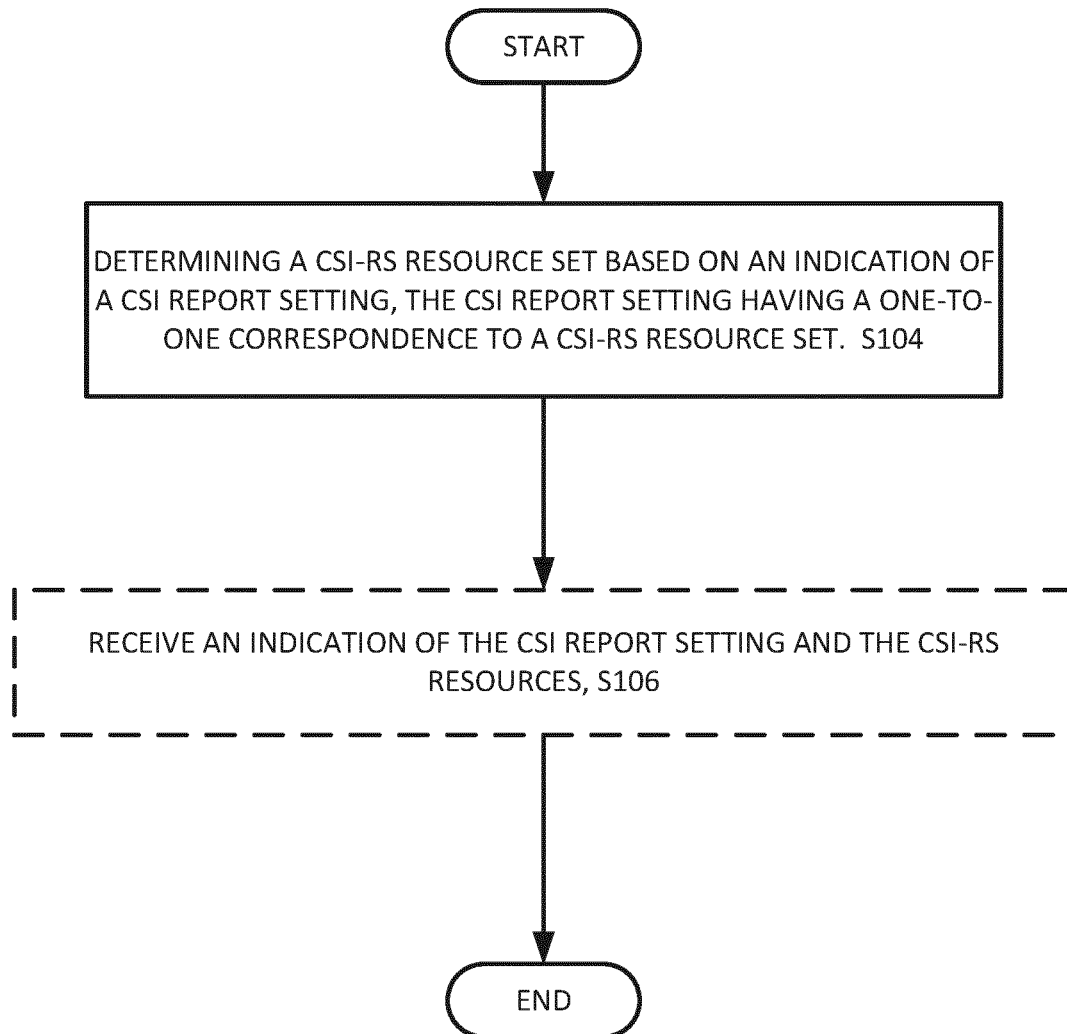 START
DETERMINING A CSI-RS RESOURCE SET BASED ON AN INDICATION OF
A CSI REPORT SETTING, THE CSI REPORT SETTING HAVING A ONE-TO-
ONE CORRESPONDENCE TO A CSI-RS RESOURCE SET. S104
RECEIVE AN INDICATION OF THE CSI REPORT SETTING AND THE CSI-RS
RESOURCES, S106
END